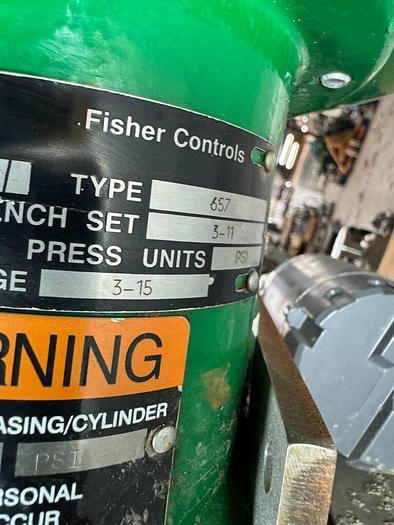 Fisher Controls
TYPE 657
ENCH SET 3-11
PRESS UNITS PSI
GE 3-15
RNING
ASING/CYLINDER
PSI
RSONAL
CCUR